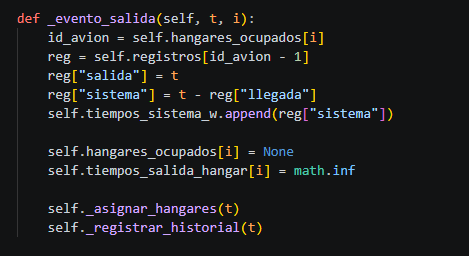 def _evento_salida(self, t, i):
    id_avion = self.hangares_ocupados[i]
    reg = self.registros[id_avion - 1]
    reg["salida"] = t
    reg["sistema"] = t - reg["llegada"]
    self.tiempos_sistema_w.append(reg["sistema"])

    self.hangares_ocupados[i] = None
    self.tiempos_salida_hangar[i] = math.inf

    self._asignar_hangares(t)
    self._registrar_historial(t)